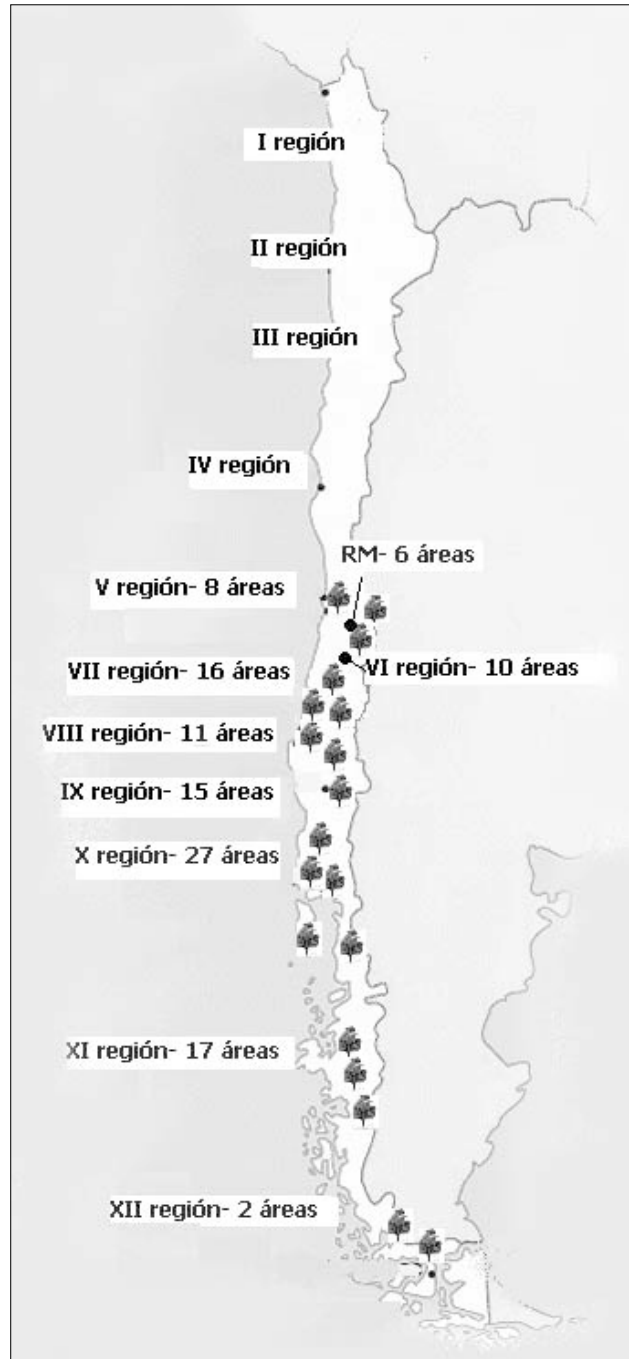 I región
II región
III región
IV región
RM- 6 áreas
V región- 8 áreas
VI región- 10 áreas
VII región- 16 áreas
VIII región- 11 áreas
IX región- 15 áreas
X región- 27 áreas
XI región- 17 áreas
XII región- 2 áreas